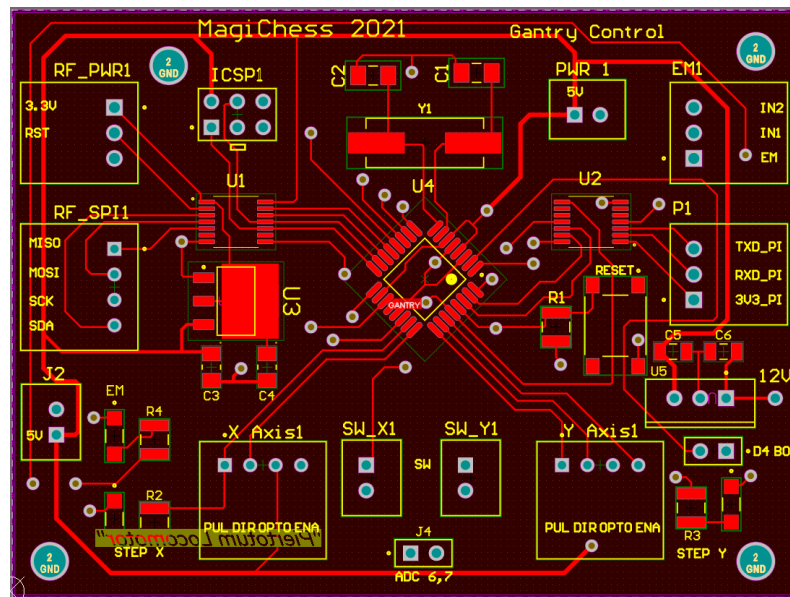 MagiChess 2021
Gantry Control
2
GND
RF_PWR1
3.3V
RST
ICSP1
C2
C1
Y1
PWR 1
5V
2
GND
EM1
IN2
IN1
EM
U1
U4
U2
RF_SPI1
MISO
MOSI
SCK
SDA
U3
GANTRY
P1
TXD_PI
RXD_PI
3V3_PI
RESET
R1
C5
C6
U5
12V
C3
C4
J2
5V
EM
R4
R2
STEP X
X Axis1
PUL DIR OPTO ENA
"Piertotum Locomotor"
SW_X1
SW
SW_Y1
J4
ADC 6,7
Y Axis1
PUL DIR OPTO ENA
D4 BO
R3
STEP Y
2
GND
2
GND